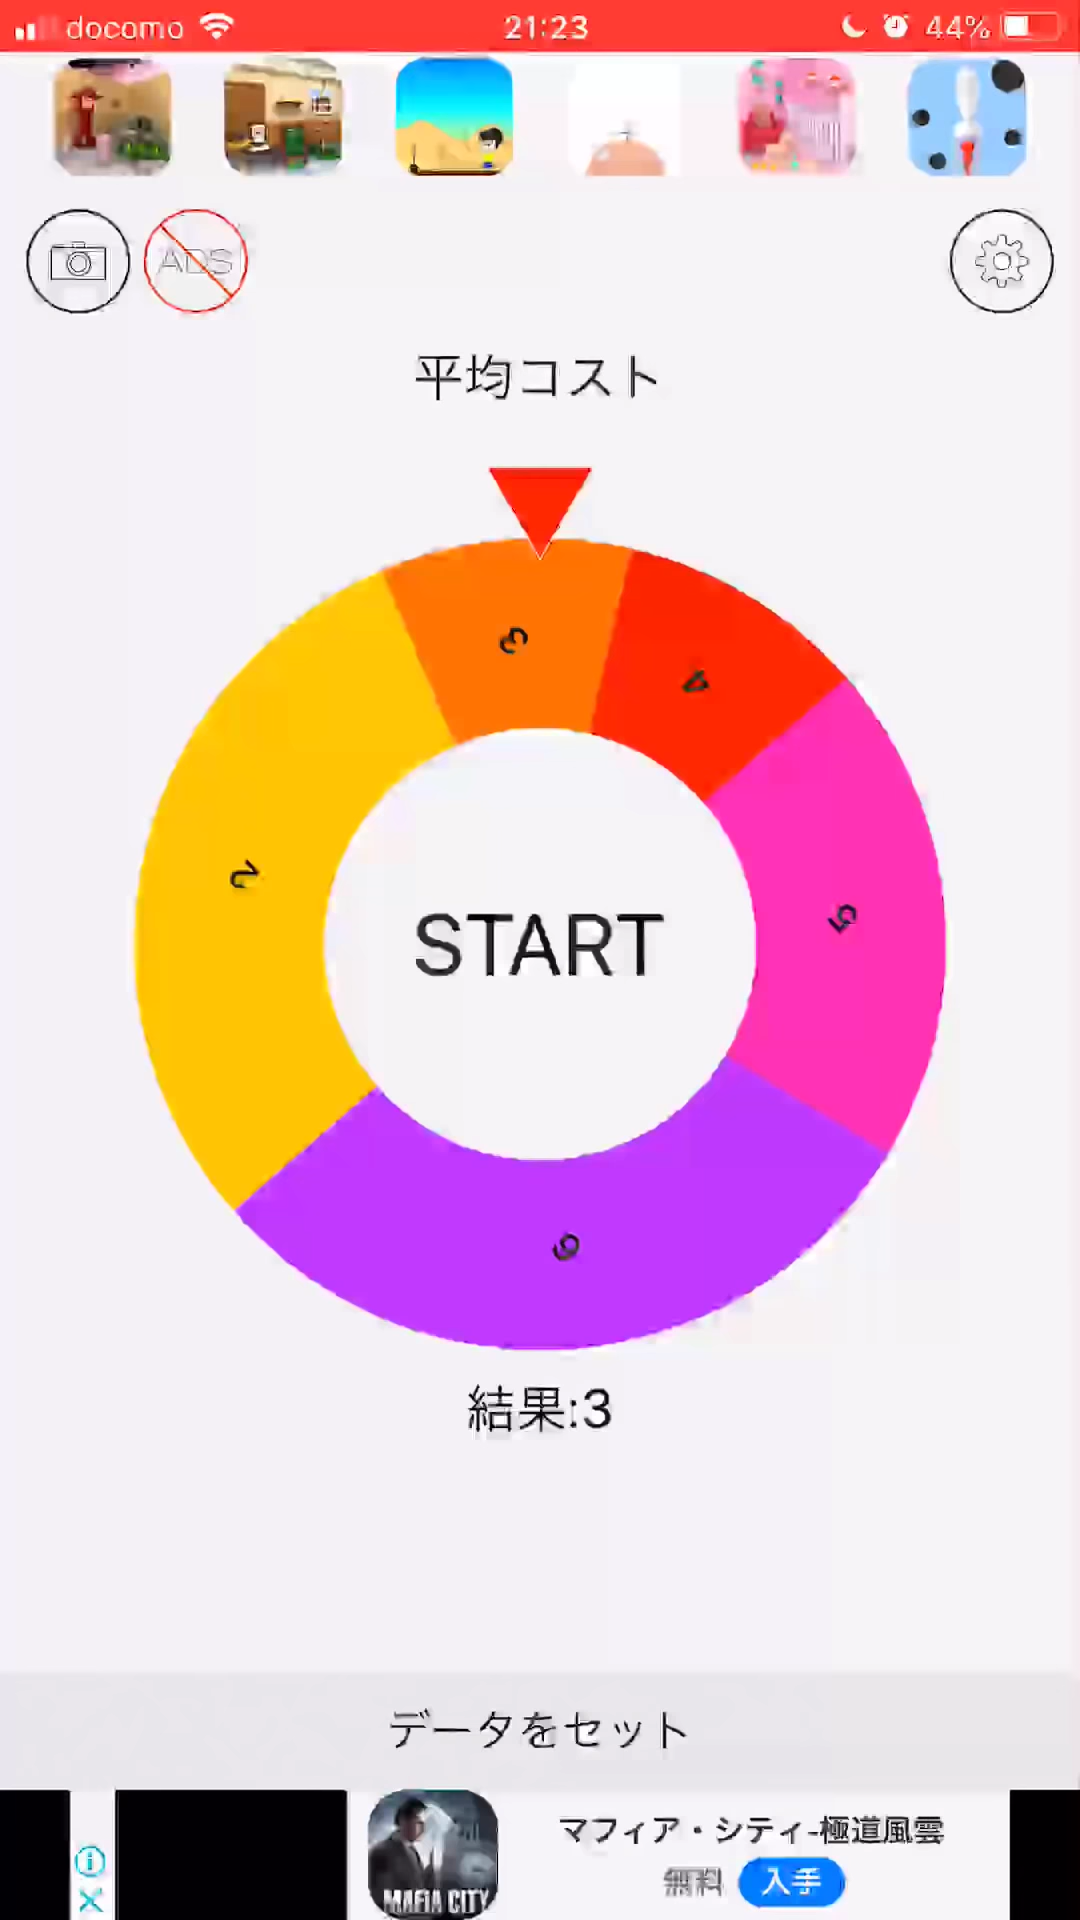 docomo 21:23 44%
ADS
平均コスト
3
4
2
5
START
6
結果:3
データをセット
マフィア・シティ-極道風雲
無料 入手
MAFIA CITY